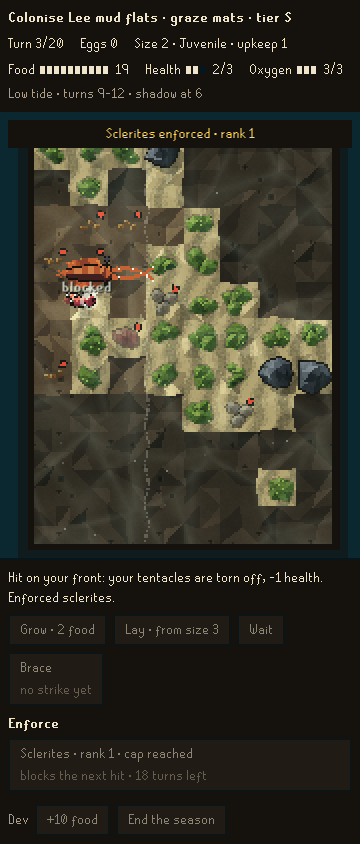 Colonise Lee mud flats · graze mats · tier S
Turn 3/20 Eggs 0 Size 2 · Juvenile · upkeep 1
Food 19 Health 2/3 Oxygen 3/3
Low tide · turns 9–12 · shadow at 6
Sclerites enforced · rank 1
blocked
Hit on your front: your tentacles are torn off, -1 health.
Enforced sclerites.
Grow · 2 food Lay · from size 3 Wait
Brace
no strike yet
Enforce
Sclerites · rank 1 · cap reached
blocks the next hit · 18 turns left
Dev +10 food End the season